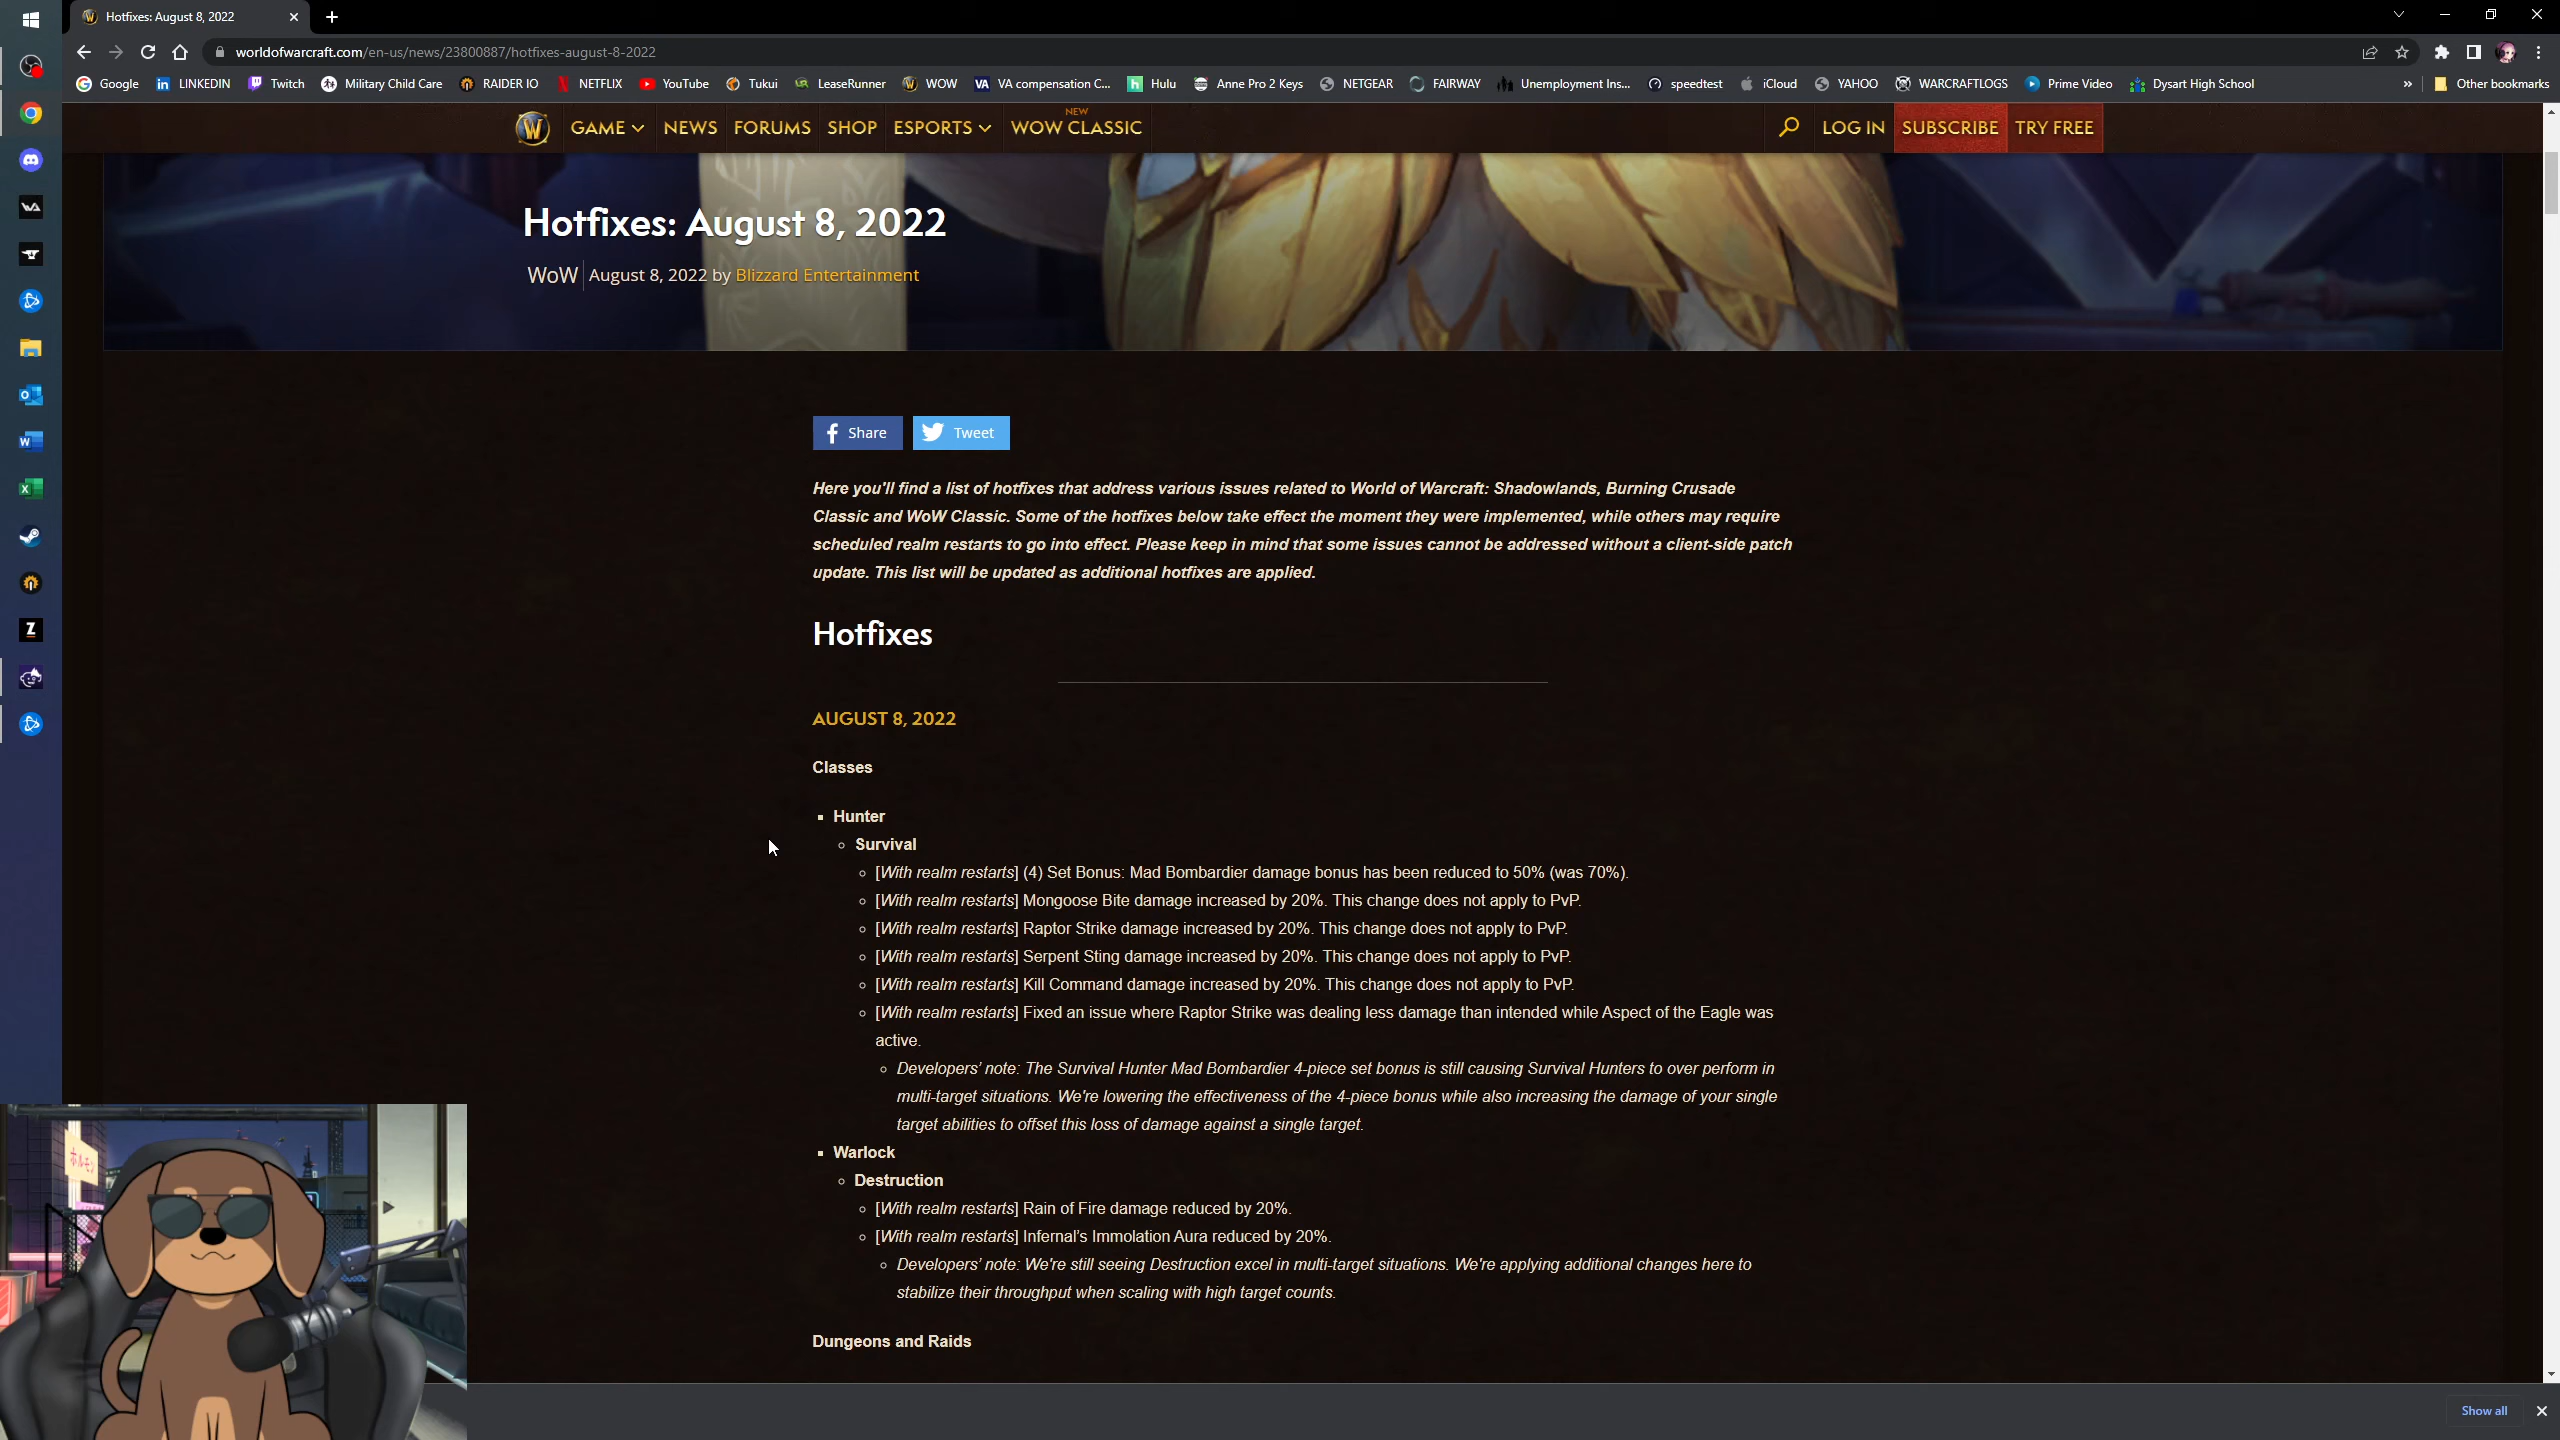 Hotfixes: August 8, 2022
worldofwarcraft.com/en-us/news/23800887/hotfixes-august-8-2022
Google LINKEDIN Twitch Military Child Care RAIDER IO NETFLIX YouTube Tukui LeaseRunner WOW VA compensation C... Hulu Anne Pro 2 Keys NETGEAR FAIRWAY Unemployment Ins... speedtest iCloud YAHOO WARCRAFTLOGS Prime Video Dysart High School » Other bookmarks
NEW
GAME NEWS FORUMS SHOP ESPORTS WOW CLASSIC LOG IN SUBSCRIBE TRY FREE
Hotfixes: August 8, 2022
WoW August 8, 2022 by Blizzard Entertainment
Share Tweet
Here you'll find a list of hotfixes that address various issues related to World of Warcraft: Shadowlands, Burning Crusade
Classic and WoW Classic. Some of the hotfixes below take effect the moment they were implemented, while others may require
scheduled realm restarts to go into effect. Please keep in mind that some issues cannot be addressed without a client-side patch
update. This list will be updated as additional hotfixes are applied.
Hotfixes
AUGUST 8, 2022
Classes
Hunter
Survival
[With realm restarts] (4) Set Bonus: Mad Bombardier damage bonus has been reduced to 50% (was 70%).
[With realm restarts] Mongoose Bite damage increased by 20%. This change does not apply to PvP.
[With realm restarts] Raptor Strike damage increased by 20%. This change does not apply to PvP.
[With realm restarts] Serpent Sting damage increased by 20%. This change does not apply to PvP.
[With realm restarts] Kill Command damage increased by 20%. This change does not apply to PvP.
[With realm restarts] Fixed an issue where Raptor Strike was dealing less damage than intended while Aspect of the Eagle was
active.
Developers' note: The Survival Hunter Mad Bombardier 4-piece set bonus is still causing Survival Hunters to over perform in
multi-target situations. We're lowering the effectiveness of the 4-piece bonus while also increasing the damage of your single
target abilities to offset this loss of damage against a single target.
Warlock
Destruction
[With realm restarts] Rain of Fire damage reduced by 20%.
[With realm restarts] Infernal's Immolation Aura reduced by 20%.
Developers' note: We're still seeing Destruction excel in multi-target situations. We're applying additional changes here to
stabilize their throughput when scaling with high target counts.
Dungeons and Raids
ホルモン
Show all